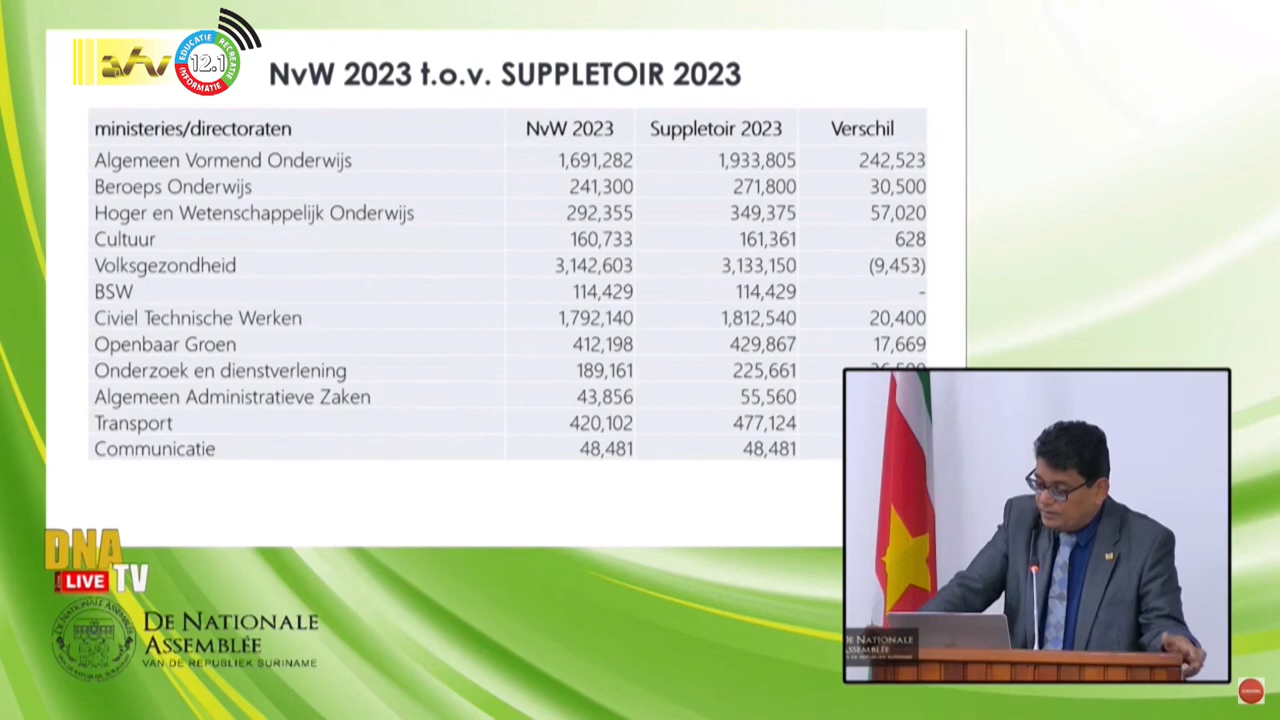 atv
12.1
EDUCATIE
RECREATIE
INFORMATIE
NvW 2023 t.o.v. SUPPLETOIR 2023
ministeries/directoraten NvW 2023 Suppletoir 2023 Verschil
Algemeen Vormend Onderwijs 1,691,282 1,933,805 242,523
Beroeps Onderwijs 241,300 271,800 30,500
Hoger en Wetenschappelijk Onderwijs 292,355 349,375 57,020
Cultuur 160,733 161,361 628
Volksgezondheid 3,142,603 3,133,150 (9,453)
BSW 114,429 114,429 -
Civiel Technische Werken 1,792,140 1,812,540 20,400
Openbaar Groen 412,198 429,867 17,669
Onderzoek en dienstverlening 189,161 225,661
Algemeen Administratieve Zaken 43,856 55,560
Transport 420,102 477,124
Communicatie 48,481 48,481
DNA
LIVE TV
DE NATIONALE
ASSEMBLÉE
VAN DE REPUBLIEK SURINAME
DE NATIONALE
ASSEMBLÉE
VAN DE REPUBLIEK SURINAME